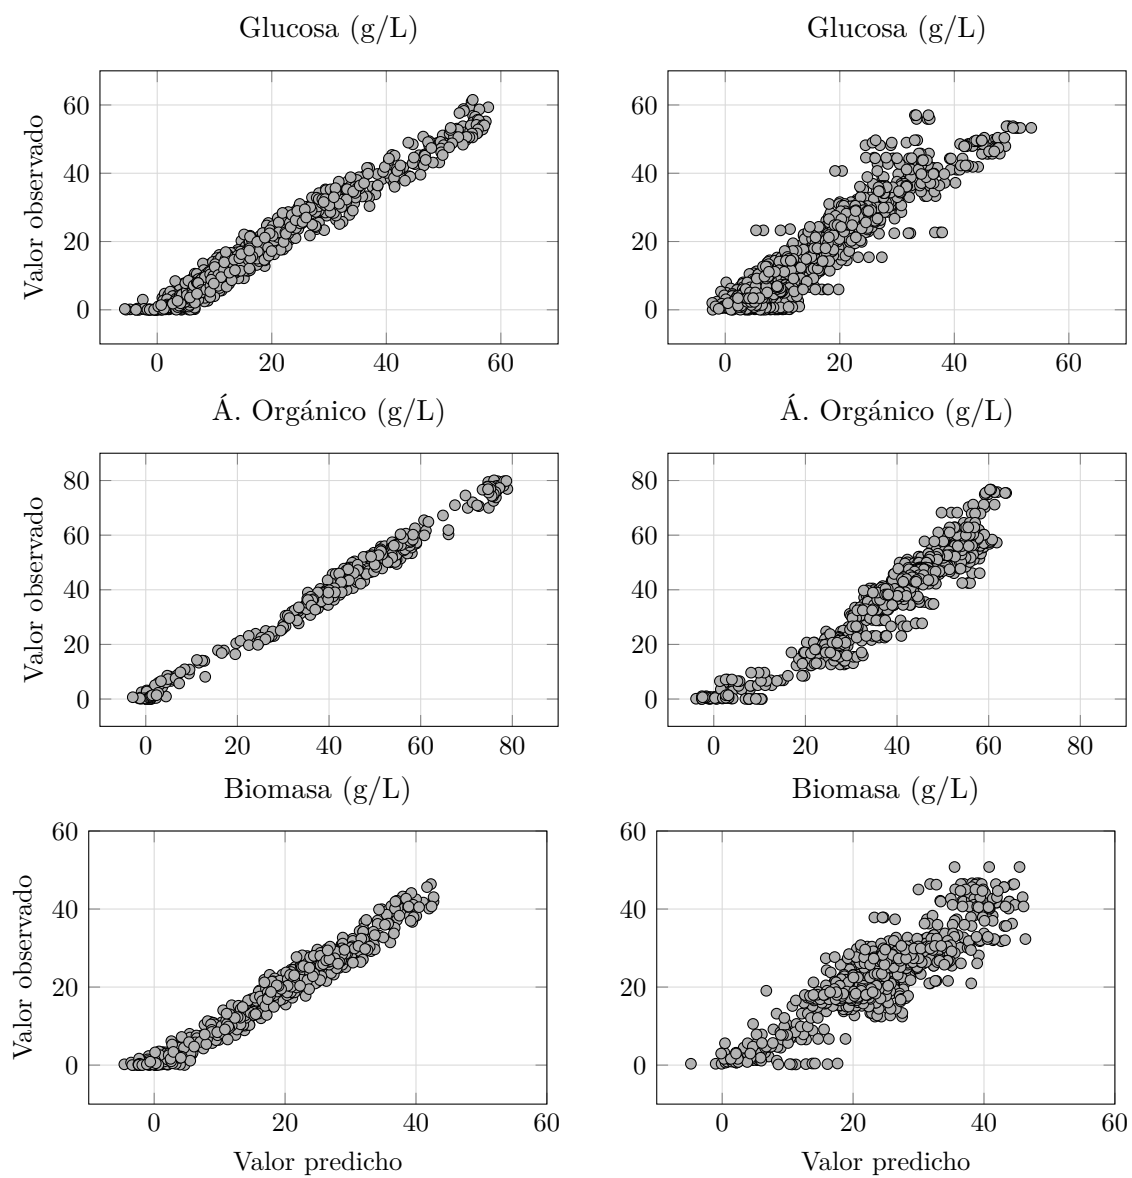 Glucosa (g/L) Glucosa (g/L)
60 60
40 40
Valor observado
20 20
0 0
0 20 40 60 0 20 40 60
Á. Orgánico (g/L) Á. Orgánico (g/L)
80 80
60 60
Valor observado
40 40
20 20
0 0
0 20 40 60 80 0 20 40 60 80
Biomasa (g/L) Biomasa (g/L)
60 60
40 40
Valor observado
20 20
0 0
0 20 40 60 0 20 40 60
Valor predicho Valor predicho